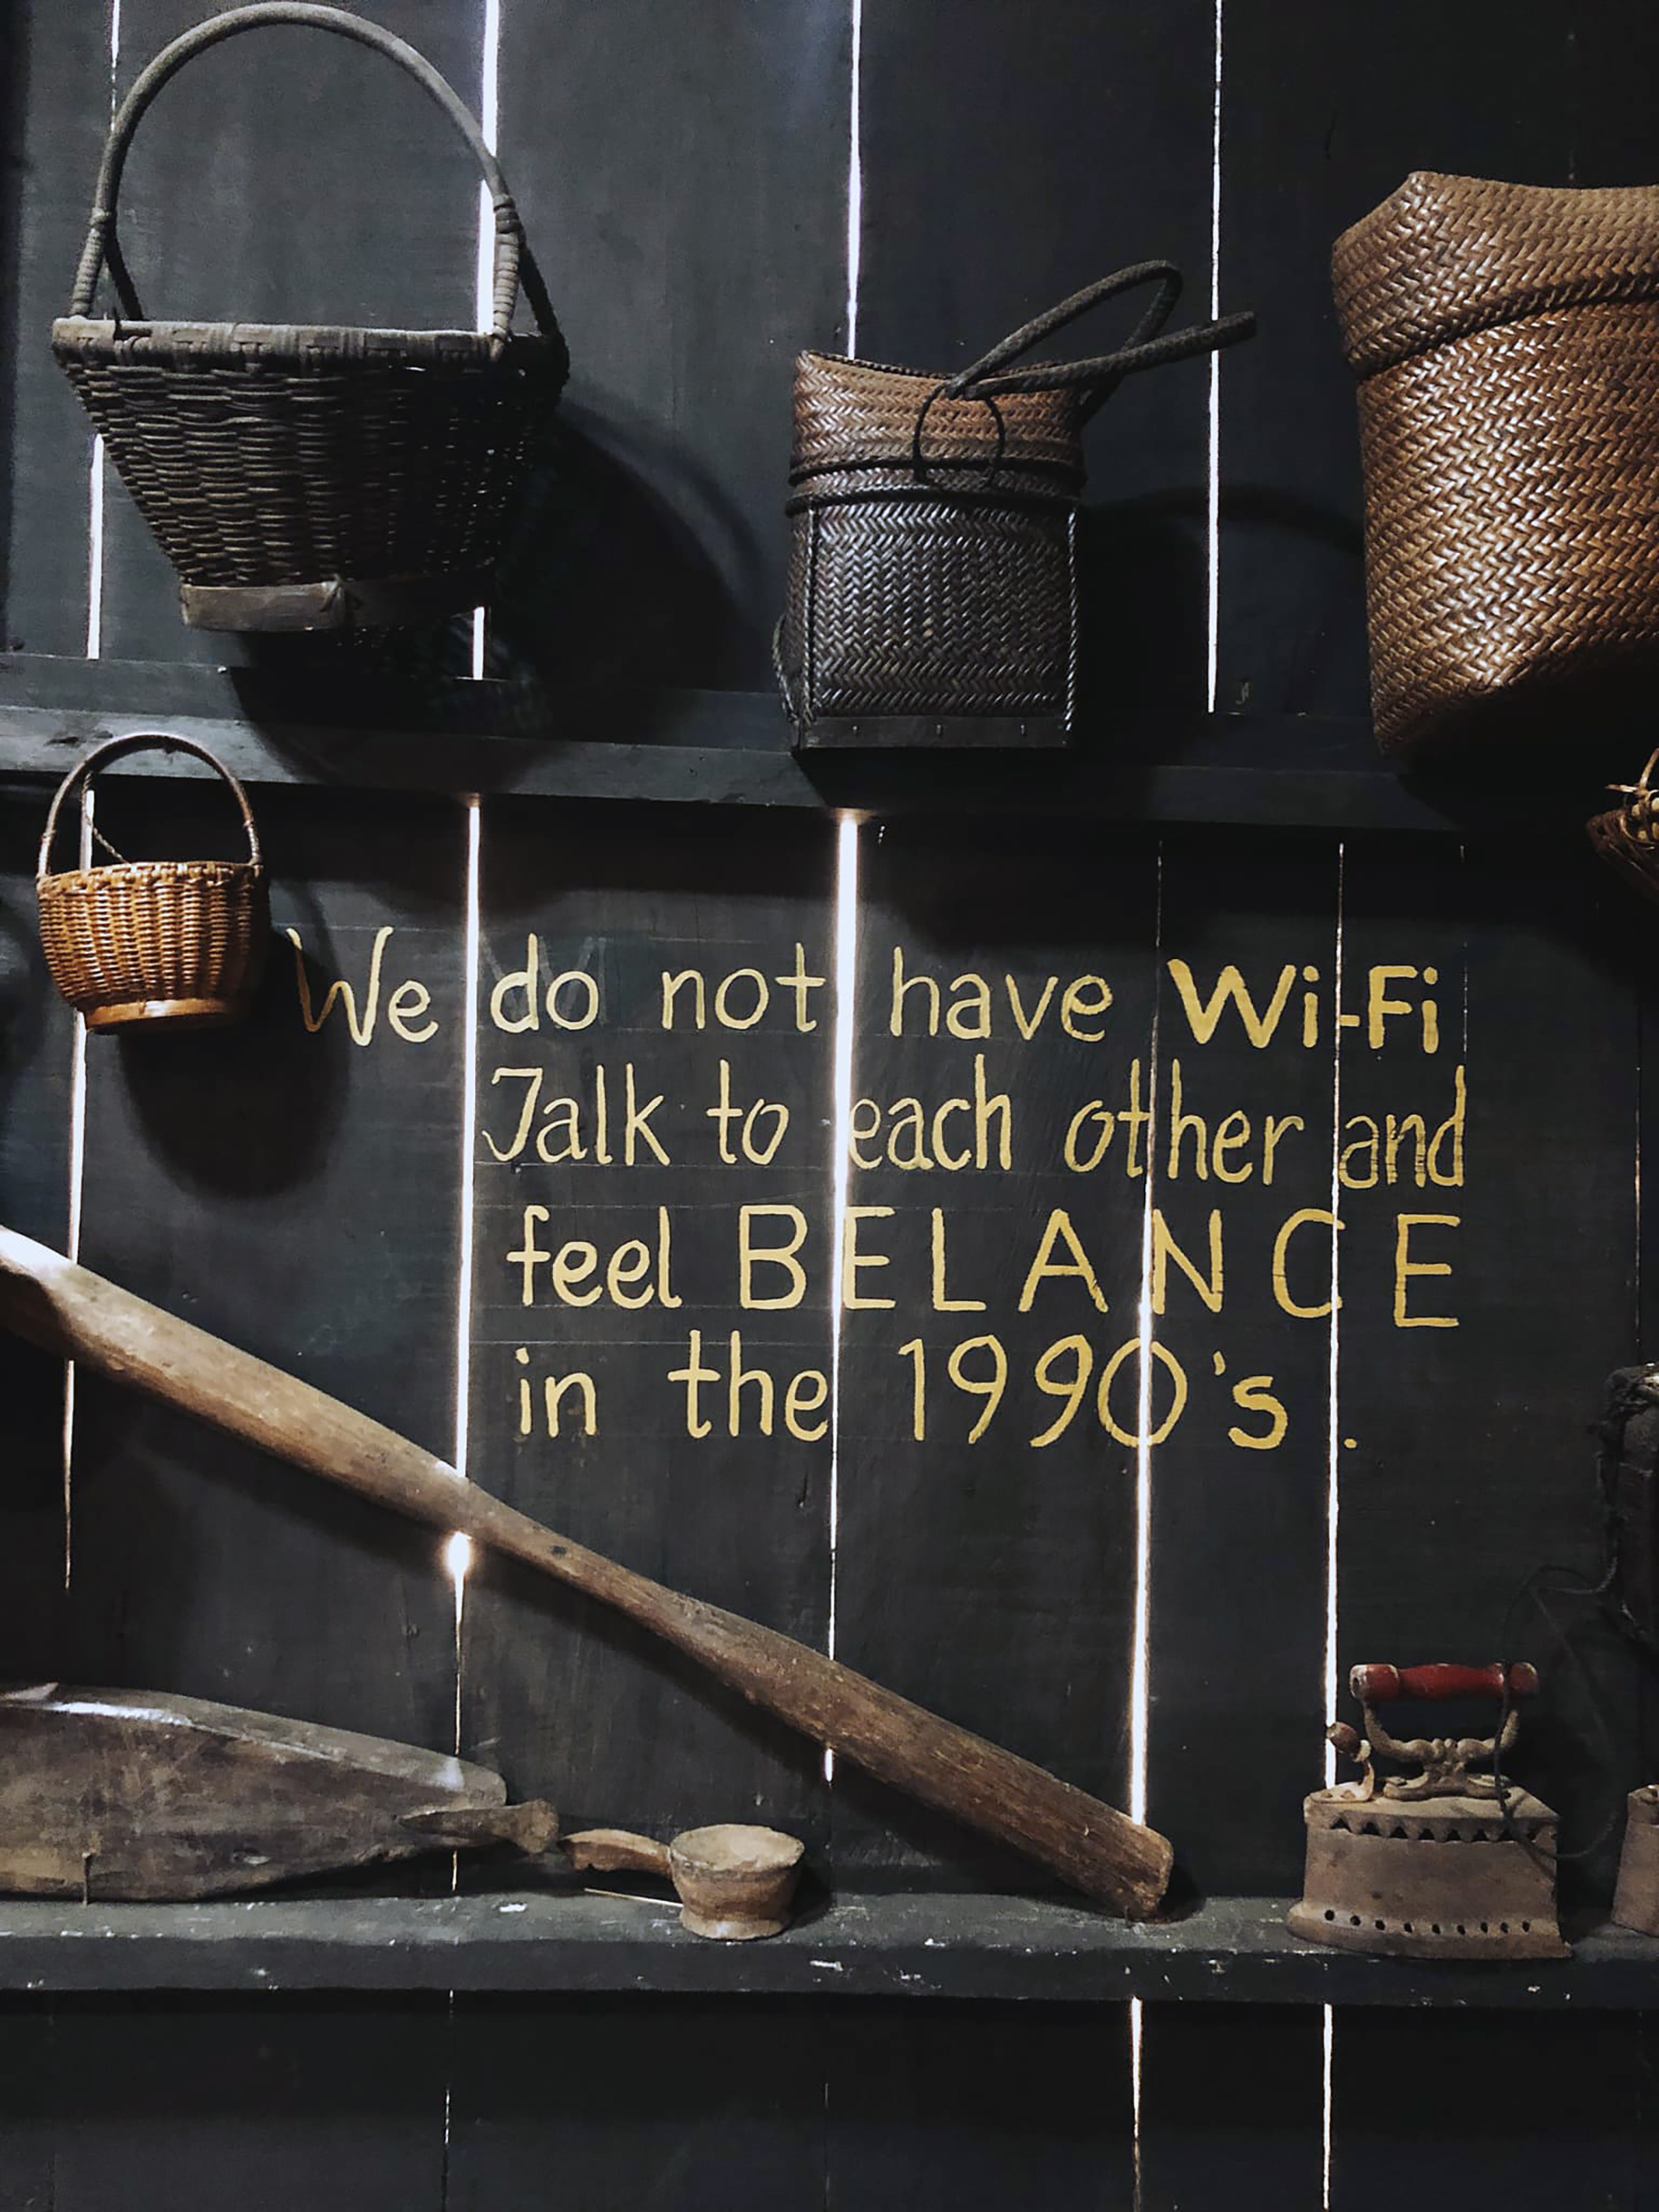 We do not have Wi-Fi
Talk to each other and
feel BELANCE
in the 1990's.